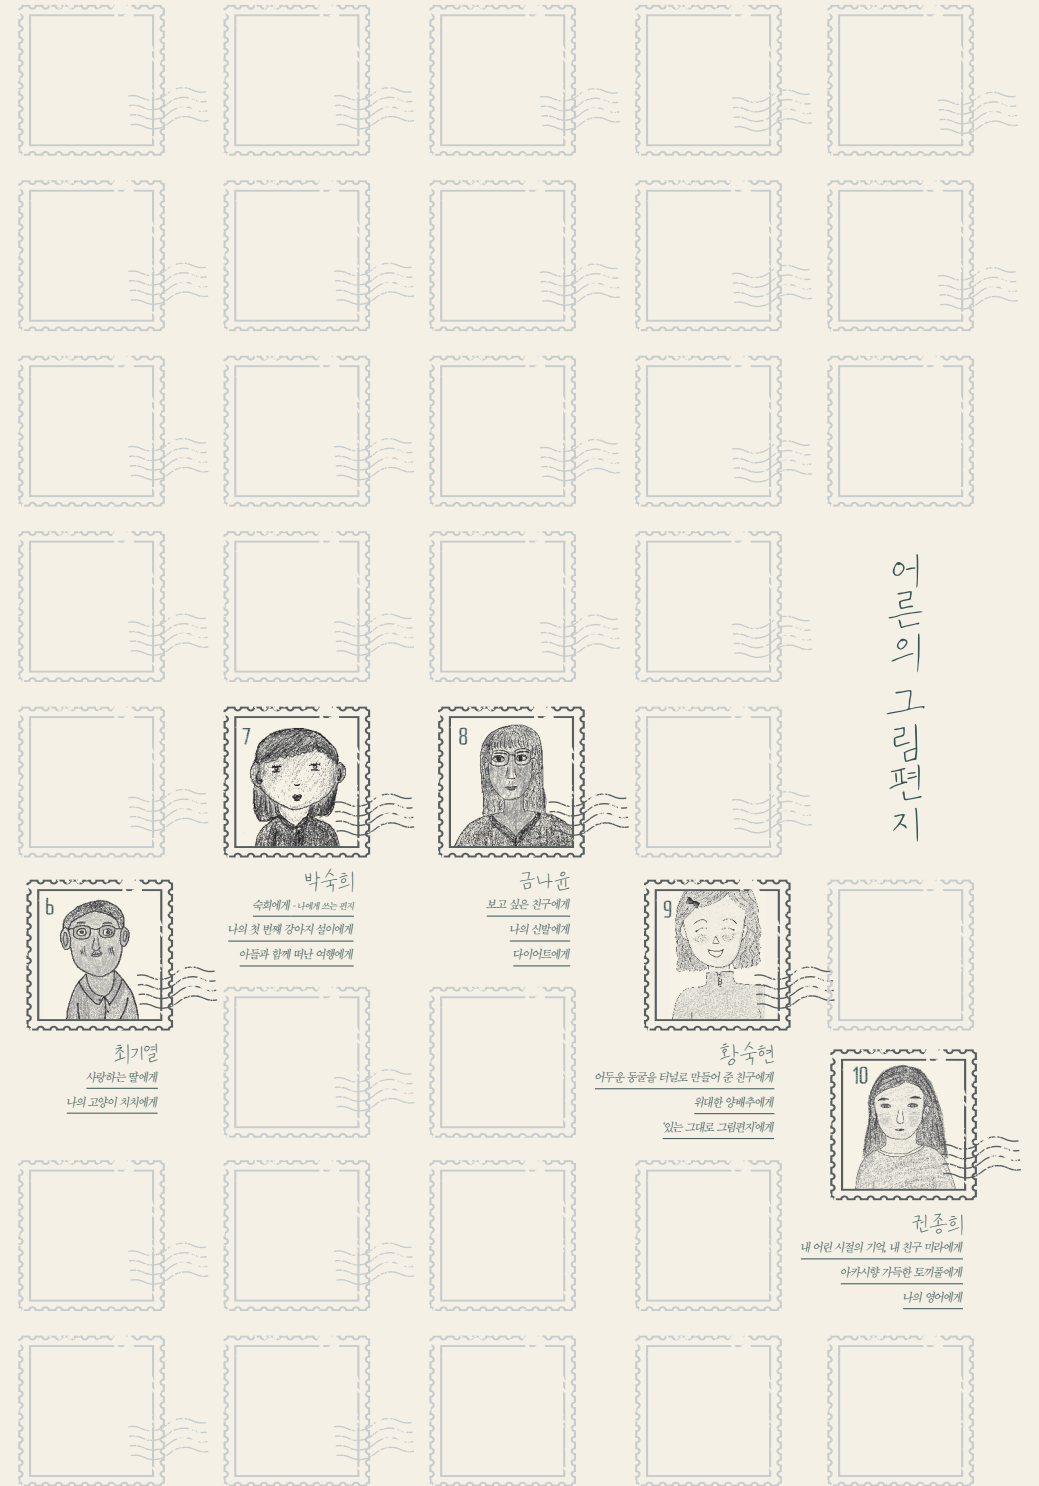 어른의 그림편지
6
최기열
사랑하는 딸에게
나의 고양이 치치에게
7
박숙희
숙희에게 - 나에게 쓰는 편지
나의 첫 번째 강아지 설이에게
아들과 함께 떠난 여행에게
8
금나윤
보고 싶은 친구에게
나의 신발에게
다이어트에게
9
황숙현
어두운 동굴을 터널로 만들어 준 친구에게
위대한 양배추에게
'있는 그대로 그림편지'에게
10
권종희
내 어린 시절의 기억, 내 친구 미라에게
아카시향 가득한 토끼풀에게
나의 영어에게